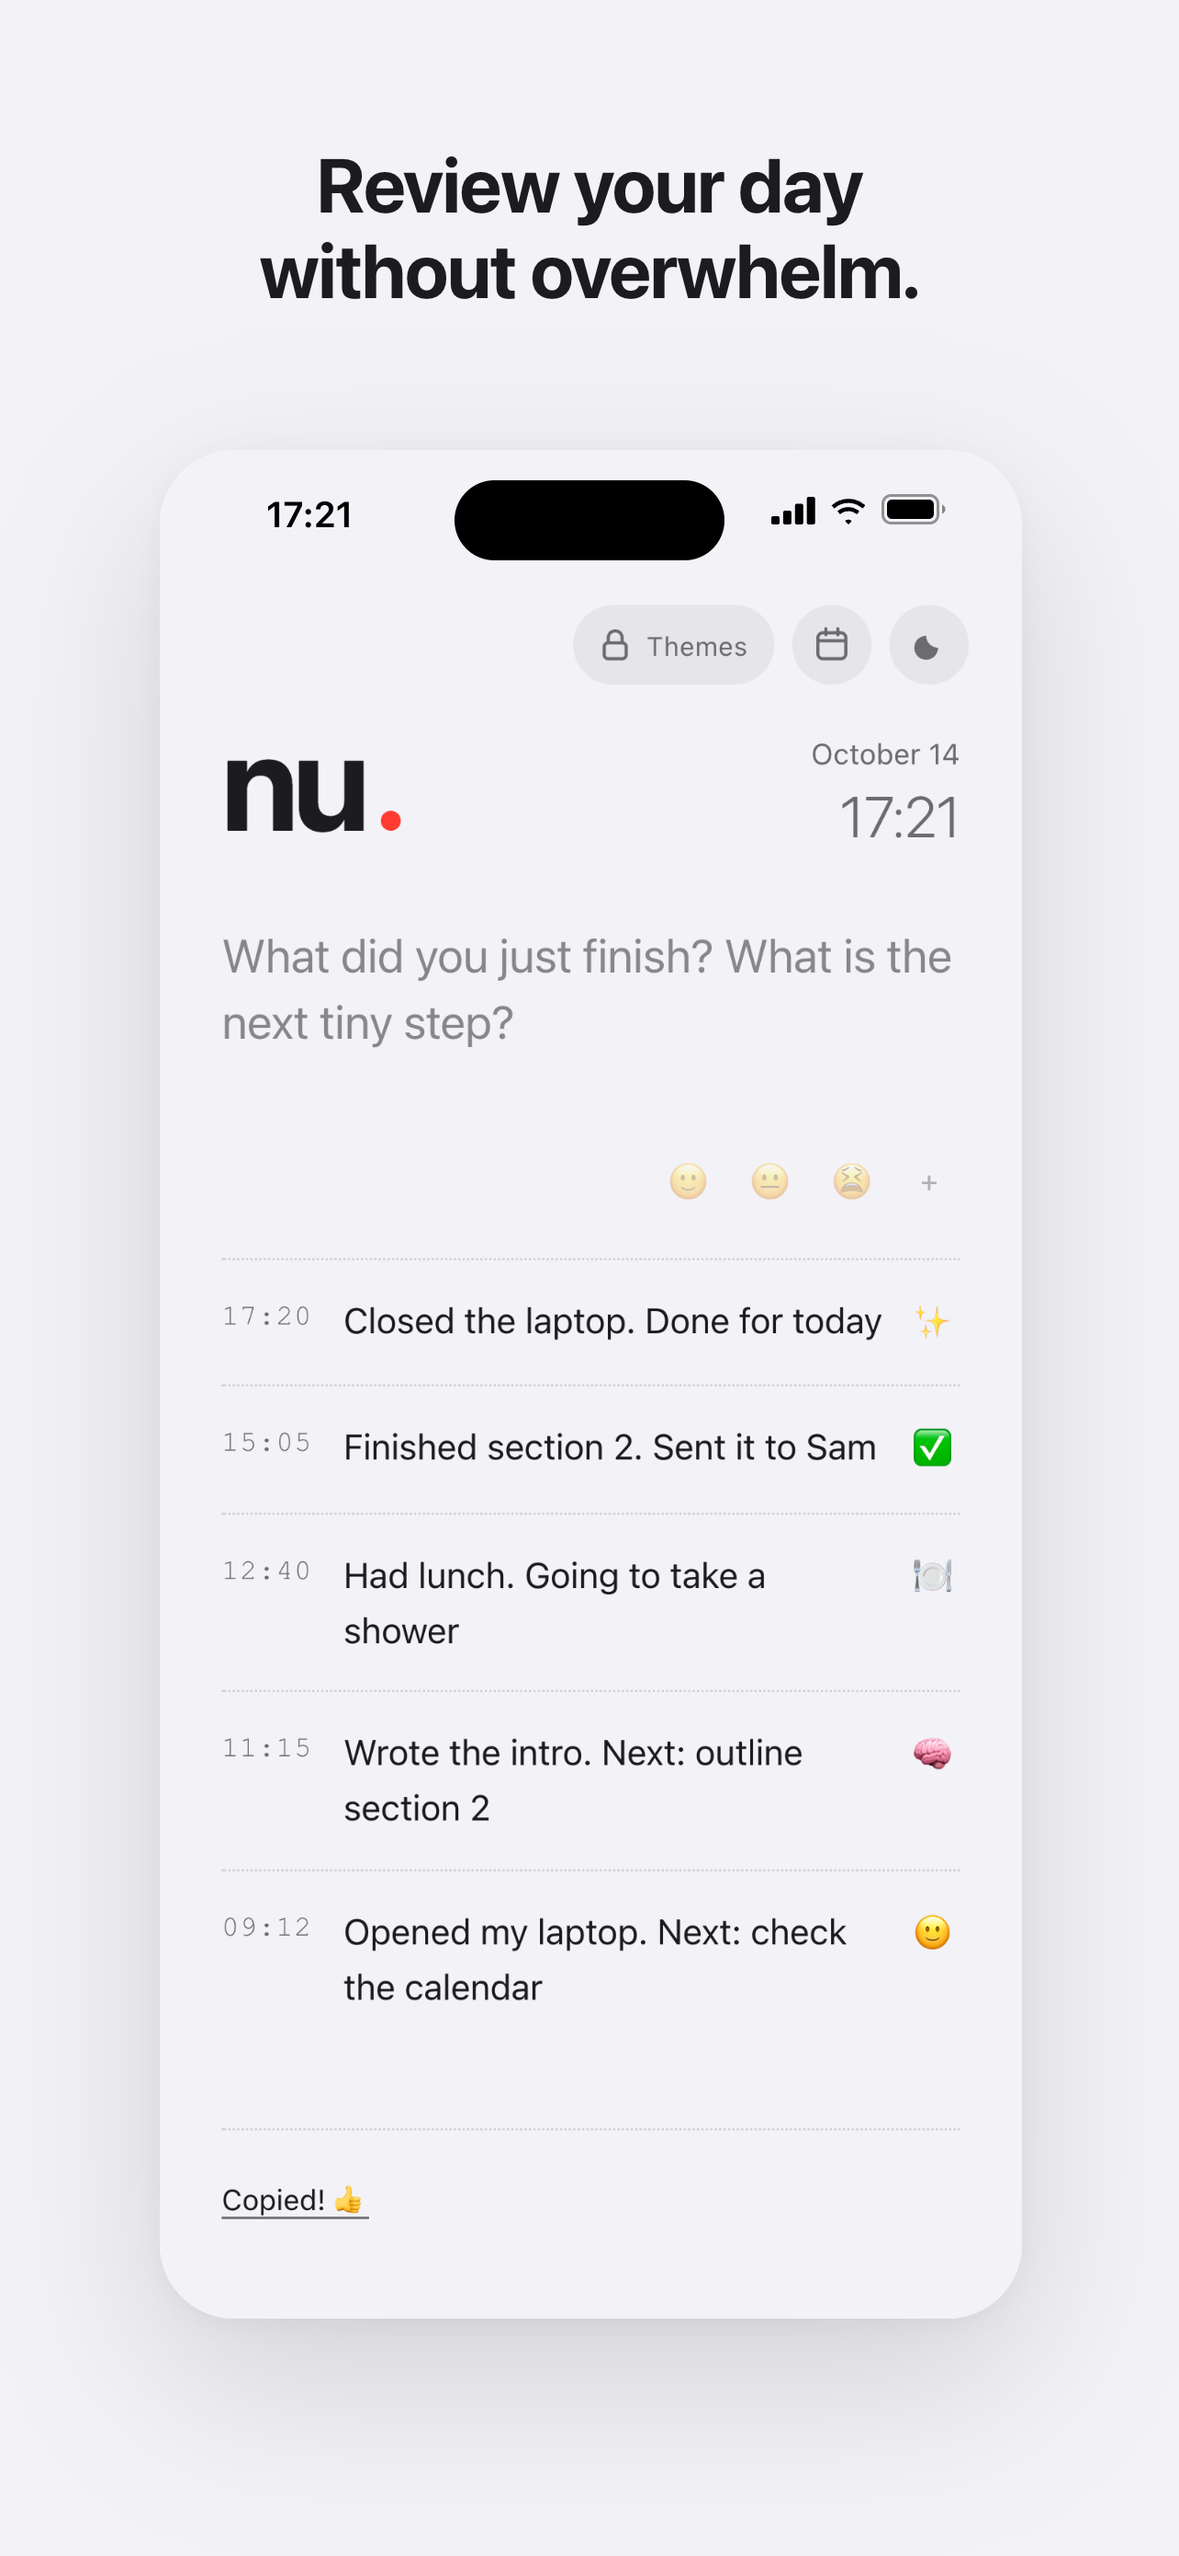 Review your day
without overwhelm.
17:21
Themes
nu.
October 14
17:21
What did you just finish? What is the
next tiny step?
+
17:20 Closed the laptop. Done for today ✨
15:05 Finished section 2. Sent it to Sam ✅
12:40 Had lunch. Going to take a 🍽️
shower
11:15 Wrote the intro. Next: outline 🧠
section 2
09:12 Opened my laptop. Next: check 🙂
the calendar
Copied! 👍